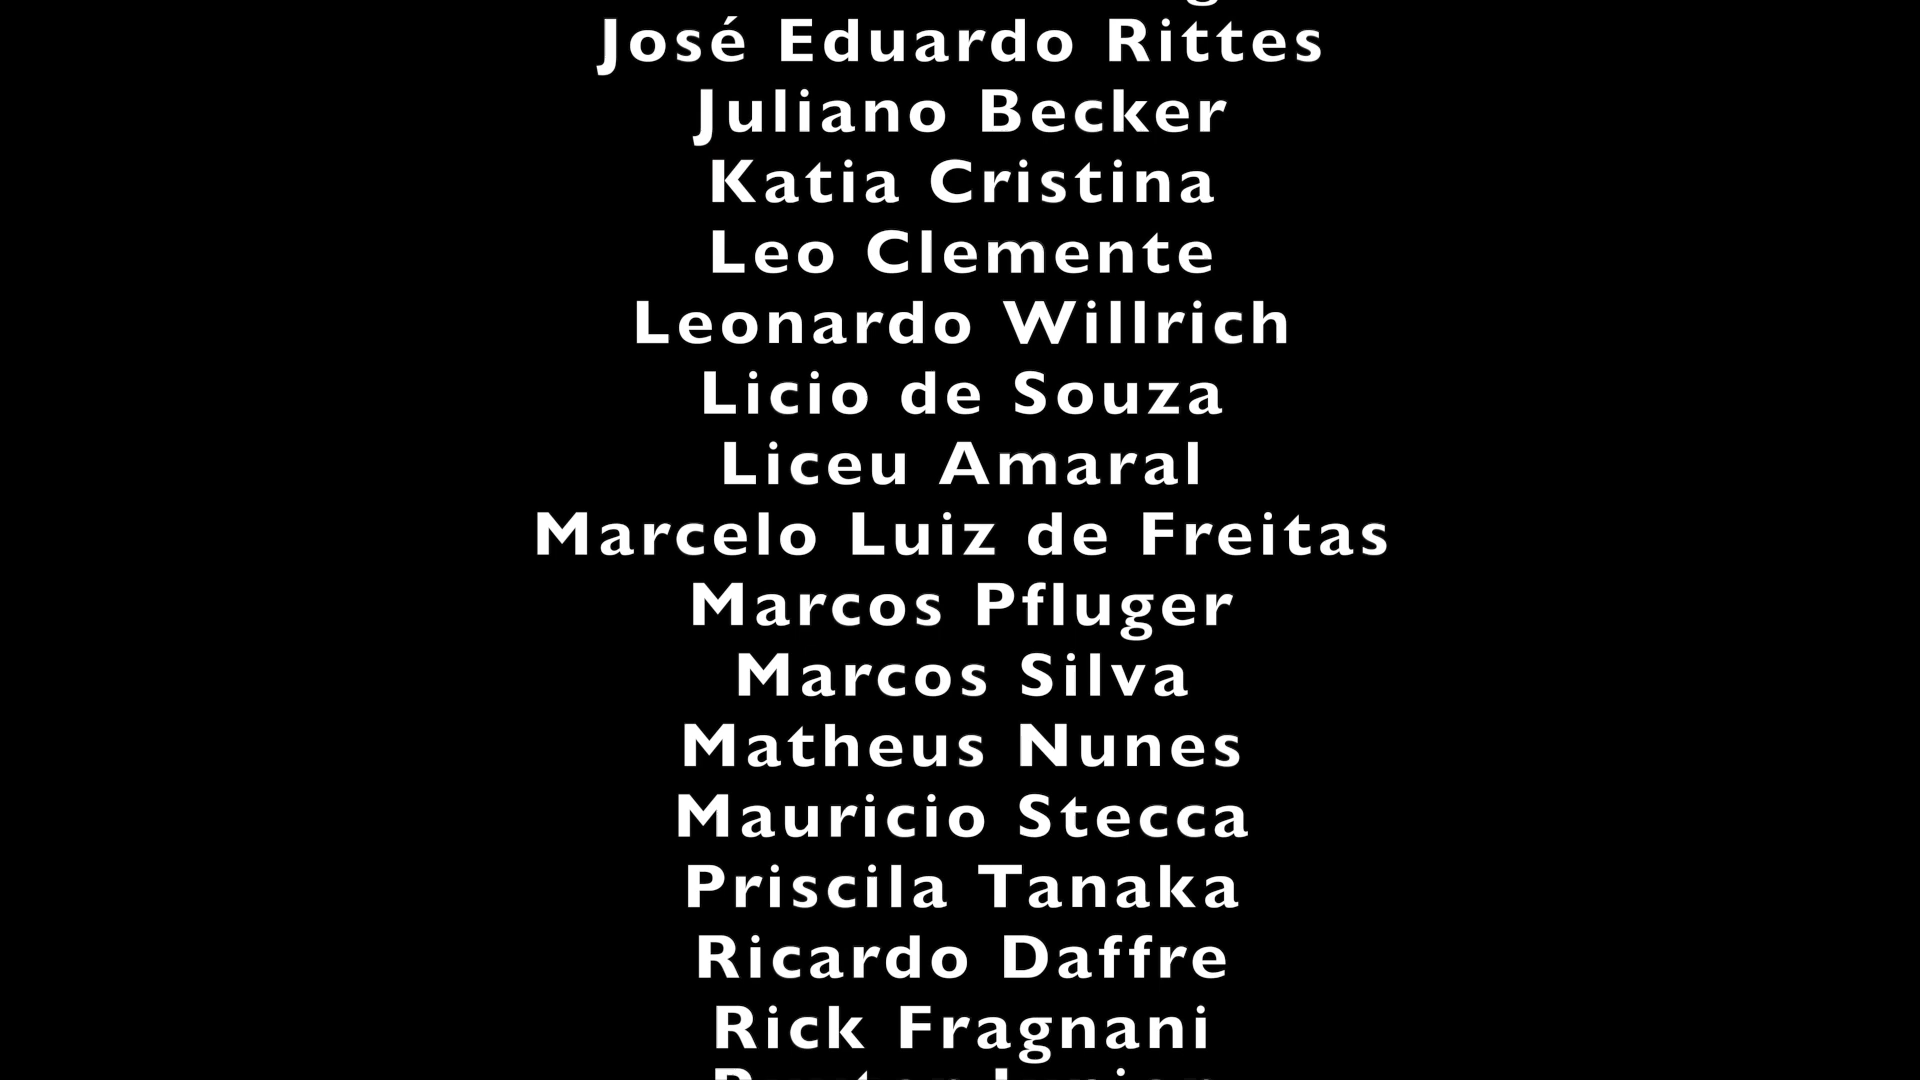 José Eduardo Rittes
Juliano Becker
Katia Cristina
Leo Clemente
Leonardo Willrich
Licio de Souza
Liceu Amaral
Marcelo Luiz de Freitas
Marcos Pfluger
Marcos Silva
Matheus Nunes
Mauricio Stecca
Priscila Tanaka
Ricardo Daffre
Rick Fragnani